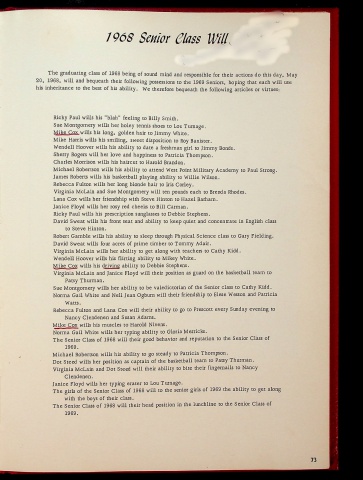 1968 Senior Class Will
The graduating class of 1968 being of sound mind and responsible for their actions do this day, May
20, 1968, will and bequeath their following possessions to the 1969 Seniors, hoping that each will use
his inheritance to the best of his ability. We therefore bequeath the following articles or virtues.
Ricky Paul wills his "blah" feeling to Billy Smith.
Sue Montgomery wills her holey tennis shoes to Lou Tumage.
Mike Cox wills his long, golden hair to Jimmy White.
Mike Harris wills his smiling, sweet disposition to Roy Banister.
Wendell Hoover wills his ability to date a freshman girl to Jimmy Bonds.
Sherry Rogers will her love and happiness to Patricia Thompson.
Charles Morrison wills his haircut to Harold Brandon.
Michael Robertson wills his ability to attend West Point Military Academy to Paul Strong.
James Roberts wills his basketball playing ability to Willie Wilson.
Rebecca Fulton wills her long blonde hair to Iris Corley.
Virginia McLain and Sue Montgomery will ten pounds each to Brenda Rhodes.
Lana Cox wills her friendship with Steve Hinton to Hazel Batham.
Janice Floyd wills her rosy red cheeks to Bill Carman.
Ricky Paul wills his prescription sunglasses to Debbie Stephens.
David Sweat wills his front seat and ability to keep quiet and concentrate in English class
to Steve Hinton.
Robert Gamble wills his ability to sleep through Physical Science class to Gary Fielding.
David Sweat wills four acres of prime timber to Tommy Adair.
Virginia McLain wills her ability to get along with teachers to Cathy Kidd.
Wendell Hoover wills his flirting ability to Mikey White.
Mike Cox wills his driving ability to Debbie Stephens.
Virginia McLain and Janice Floyd will their position as guard on the basketball team to
Patsy Thurman.
Sue Montgomery wills her ability to be valedictorian of the Senior class to Cathy Kidd.
Norma Gail White and Nell Jean Ogburn will their friendship to Glenn Weston and Patricia
Watts.
Rebecca Fulton and Lana Cox will their ability to go to Prescott every Sunday evening to
Nancy Clendenen and Susan Adams.
Mike Cox wills his muscles to Harold Nivens.
Norma Gail White wills her typing ability to Gloria Meeticks.
The Senior Class of 1968 will their good behavior and reputation to the Senior Class of
1969.
Michael Robertson wills his ability to go steady to Patricia Thompson.
Dot Steed wills her position as captain of the basketball team to Patsy Thurman.
Virginia McLain and Dot Steed will their ability to bite their fingernails to Nancy
Clendenen.
Janice Floyd wills her typing eraser to Lou Tumage.
The girls of the Senior Class of 1968 will to the senior girls of 1969 the ability to get along
with the boys of their class.
The Senior Class of 1968 will their head position in the lunchline to the Senior Class of
1969.
73